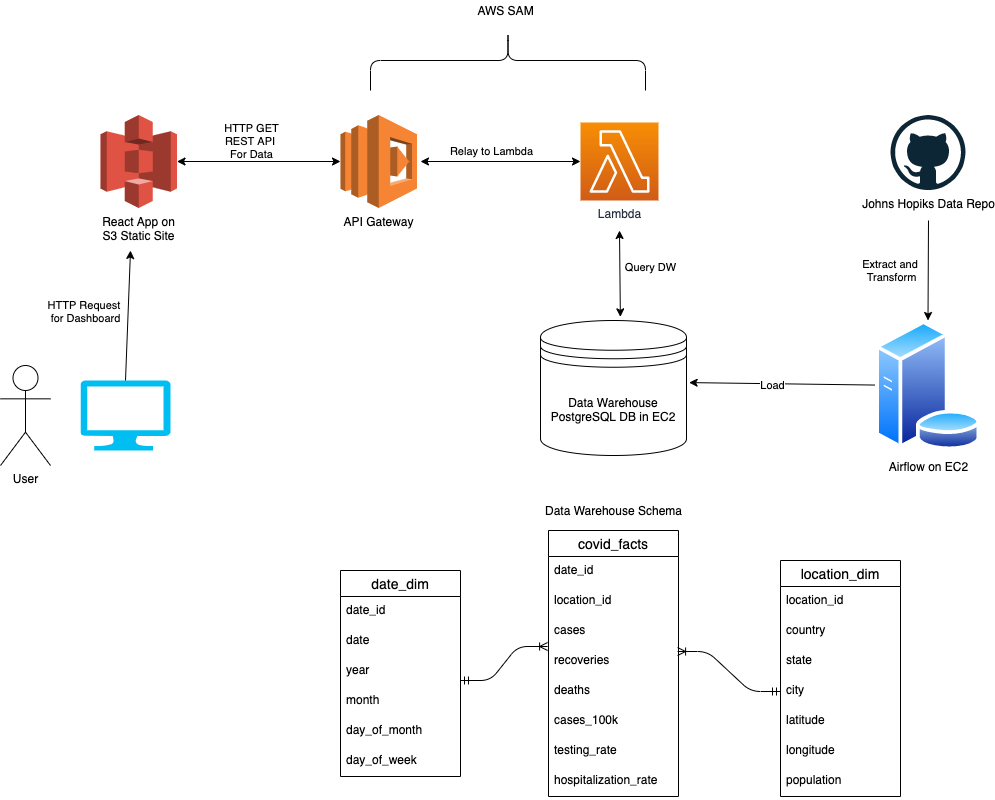 AWS SAM
HTTP GET
REST API
For Data
Relay to Lambda
React App on
S3 Static Site
API Gateway
Lambda
Johns Hopiks Data Repo
HTTP Request
for Dashboard
Query DW
Extract and
Transform
Data Warehouse
PostgreSQL DB in EC2
Load
User
Airflow on EC2
Data Warehouse Schema
date_dim
date_id
date
year
month
day_of_month
day_of_week
covid_facts
date_id
location_id
cases
recoveries
deaths
cases_100k
testing_rate
hospitalization_rate
location_dim
location_id
country
state
city
latitude
longitude
population